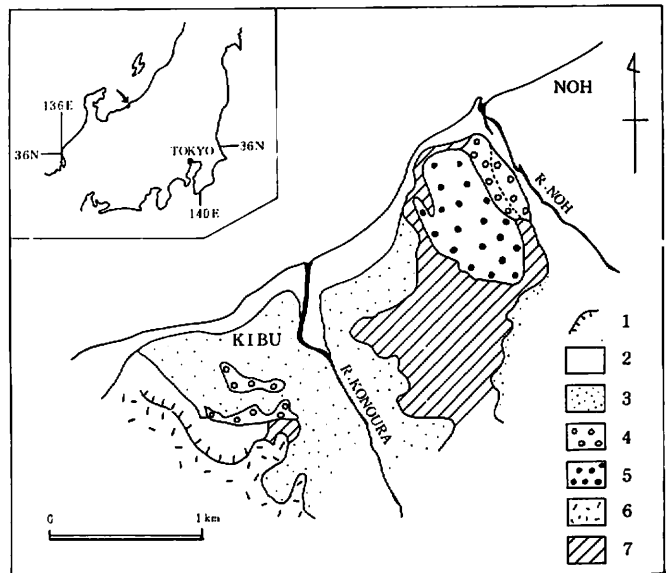 136E
36N
TOKYO
36N
140E
NOH
R. NOH
KIBU
R. KONOURA
0 1 km
1
2
3
4
5
6
7